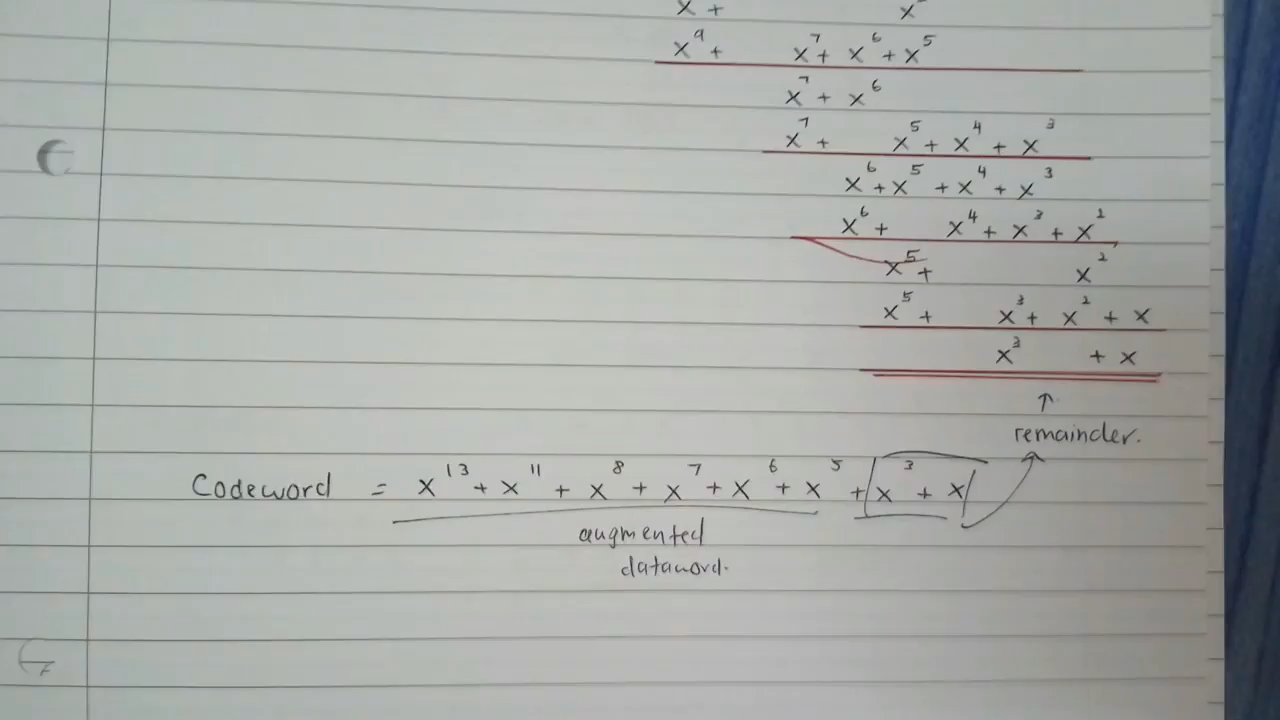 x + x
x⁹ + x⁷ + x⁶ + x⁵
x⁷ + x⁶
x⁷ + x⁵ + x⁴ + x³
x⁶ + x⁵ + x⁴ + x³
x⁶ + x⁴ + x³ + x²
x⁵ + x²
x⁵ + x³ + x² + x
x³ + x
↑
remainder.
Codeword = x¹³ + x¹¹ + x⁸ + x⁷ + x⁶ + x⁵ + x³ + x
augmented
dataword.